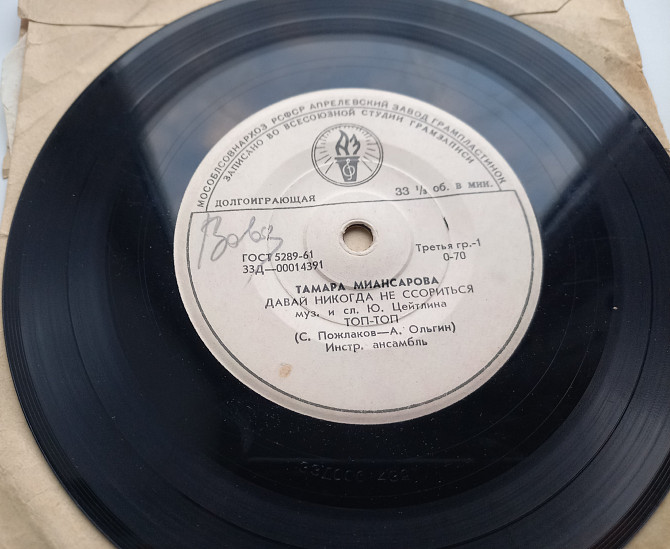 МОСОБЛСОВНАРХОЗ РСФСР АПРЕЛЕВСКИЙ ЗАВОД ГРАМПЛАСТИНОК
ЗАПИСАНО ВО ВСЕСОЮЗНОЙ СТУДИИ ГРАМЗАПИСИ
ДОЛГОИГРАЮЩАЯ 33 ⅓ об. в мин.
ГОСТ 5289-61 Третья гр.-1
33Д—00014391 0-70
ТАМАРА МИАНСАРОВА
ДАВАЙ НИКОГДА НЕ ССОРИТЬСЯ
муз. и сл. Ю. Цейтлина
ТОП-ТОП
(С. Пожлаков—А. Ольгин)
Инстр. ансамбль